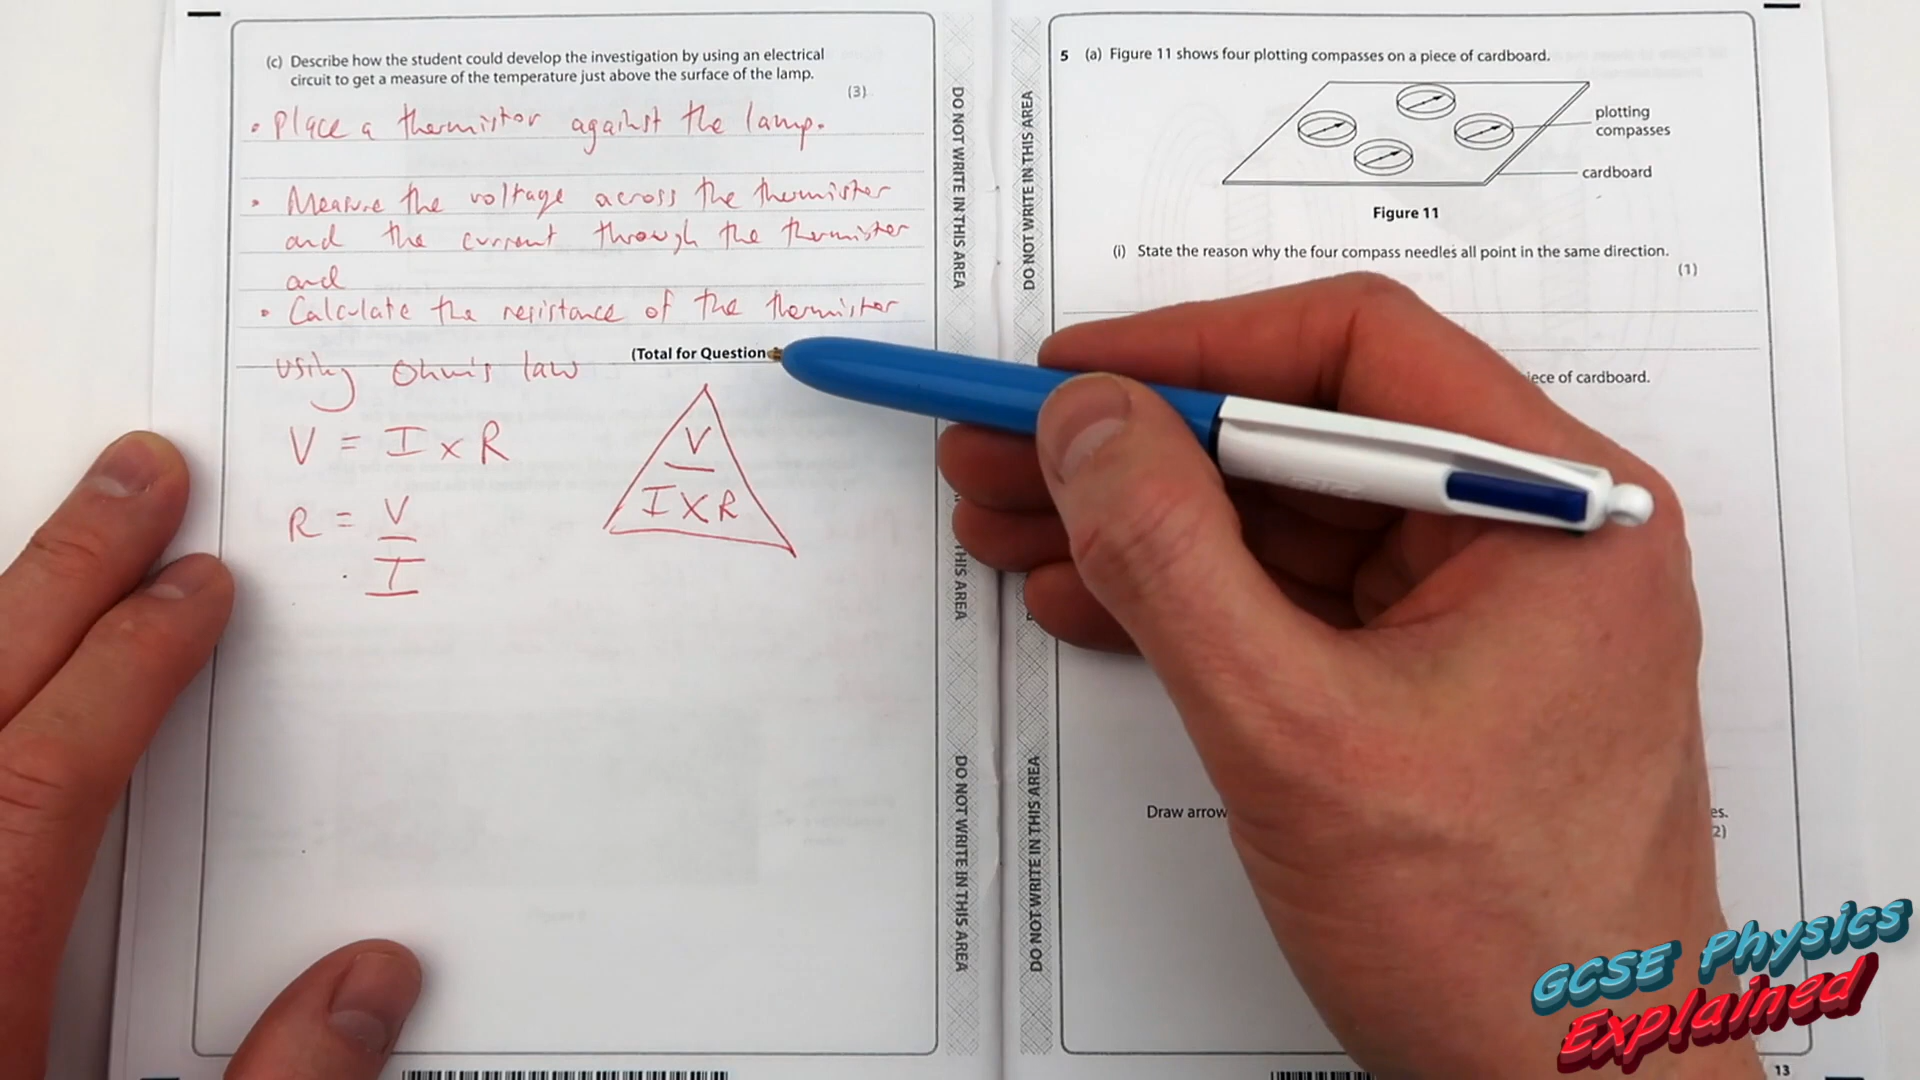 (c) Describe how the student could develop the investigation by using an electrical
circuit to get a measure of the temperature just above the surface of the lamp.
(3)
• Place a thermistor against the lamp.
• Measure the voltage across the thermister
and the current through the thermister
and
• Calculate the resistance of the thermistor
using Ohm's law
(Total for Question
V = I x R
R = V
I
V
I X R
DO NOT WRITE IN THIS AREA
THIS AREA
DO NOT WRITE IN THIS AREA
DO NOT WRITE IN THIS AREA
DO NOT WRITE IN THIS AREA
5 (a) Figure 11 shows four plotting compasses on a piece of cardboard.
plotting
compasses
cardboard
Figure 11
(i) State the reason why the four compass needles all point in the same direction.
(1)
iece of cardboard.
Draw arrow
es.
2)
13
GCSE Physics
Explained